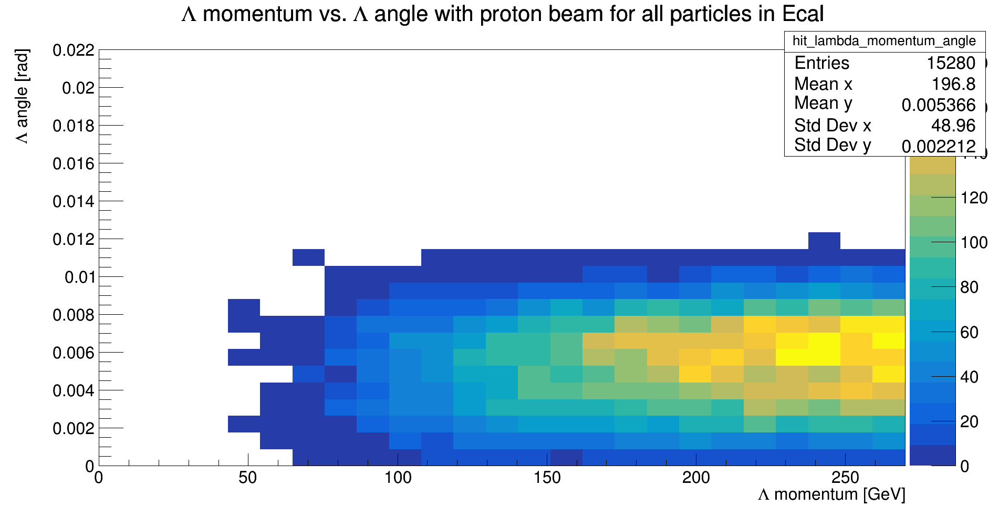 Λ momentum vs. Λ angle with proton beam for all particles in Ecal
hit_lambda_momentum_angle
Entries 15280
Mean x 196.8
Mean y 0.005366
Std Dev x 48.96
Std Dev y 0.002212
Λ angle [rad]
0.022
0.02
0.018
0.016
0.014
0.012
0.01
0.008
0.006
0.004
0.002
0
0 50 100 150 200 250
Λ momentum [GeV]
120
100
80
60
40
20
0